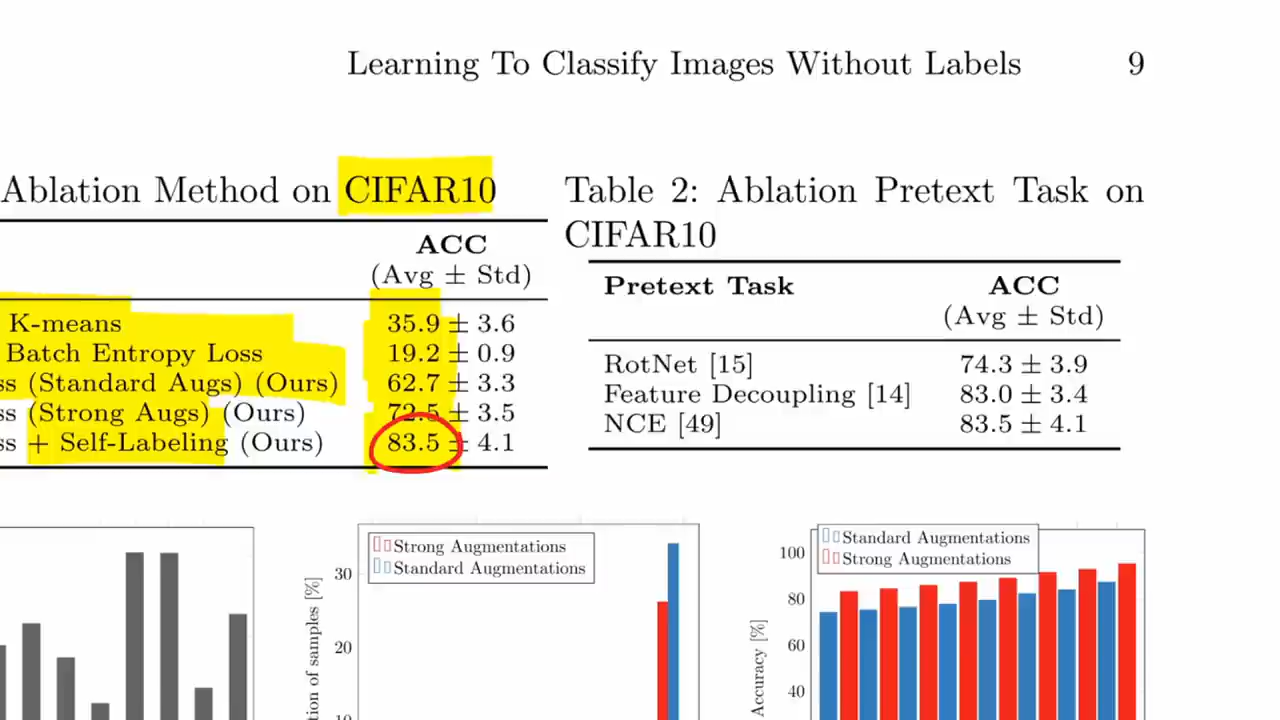 Learning To Classify Images Without Labels 9
Ablation Method on CIFAR10
ACC
(Avg ± Std)
K-means 35.9 ± 3.6
Batch Entropy Loss 19.2 ± 0.9
ss (Standard Augs) (Ours) 62.7 ± 3.3
ss (Strong Augs) (Ours) 72.5 ± 3.5
ss + Self-Labeling (Ours) 83.5 ± 4.1
Table 2: Ablation Pretext Task on
CIFAR10
Pretext Task ACC
(Avg ± Std)
RotNet [15] 74.3 ± 3.9
Feature Decoupling [14] 83.0 ± 3.4
NCE [49] 83.5 ± 4.1
tion of samples [%]
30
20
10
Strong Augmentations
Standard Augmentations
Accuracy [%]
100
80
60
40
Standard Augmentations
Strong Augmentations